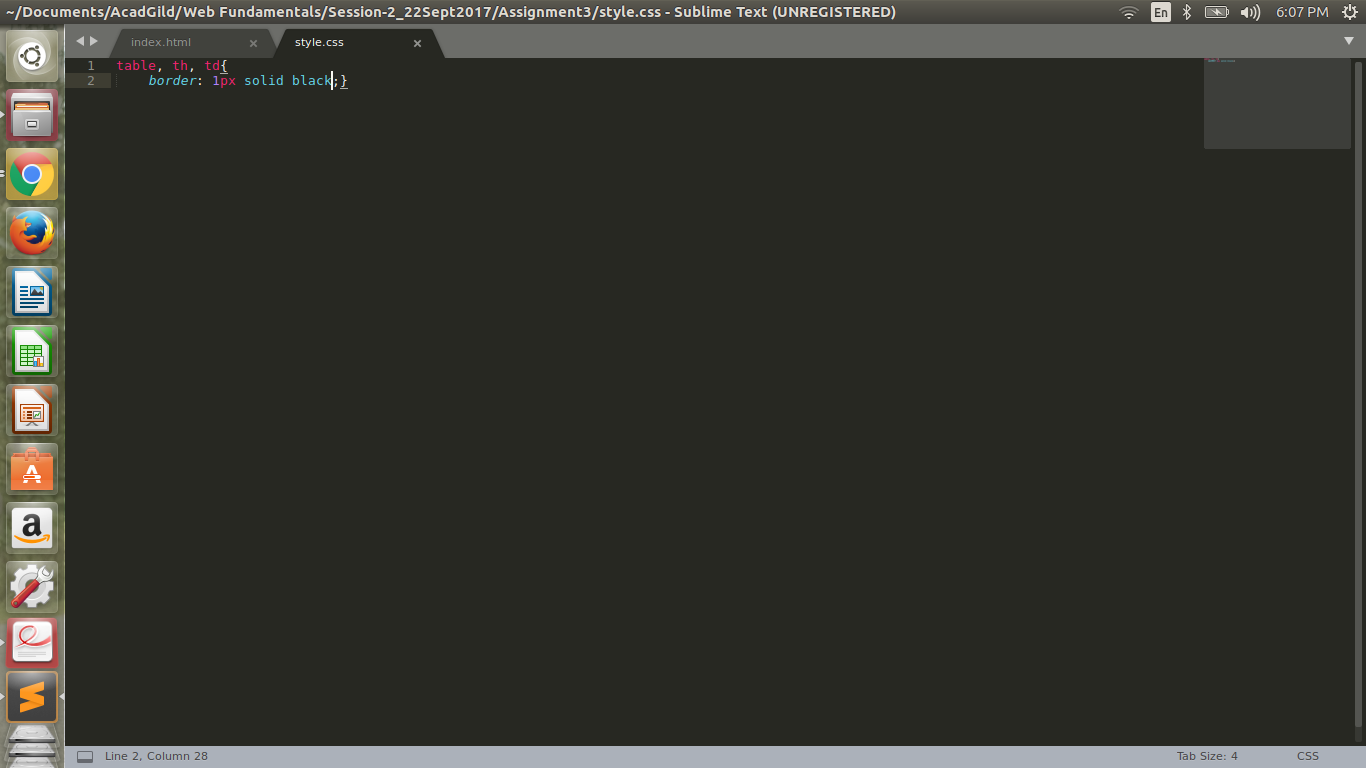 ~/Documents/AcadGild/Web Fundamentals/Session-2_22Sept2017/Assignment3/style.css - Sublime Text (UNREGISTERED)
En
6:07 PM
index.html
style.css
1 table, th, td{
2 border: 1px solid black;}
Line 2, Column 28
Tab Size: 4
CSS